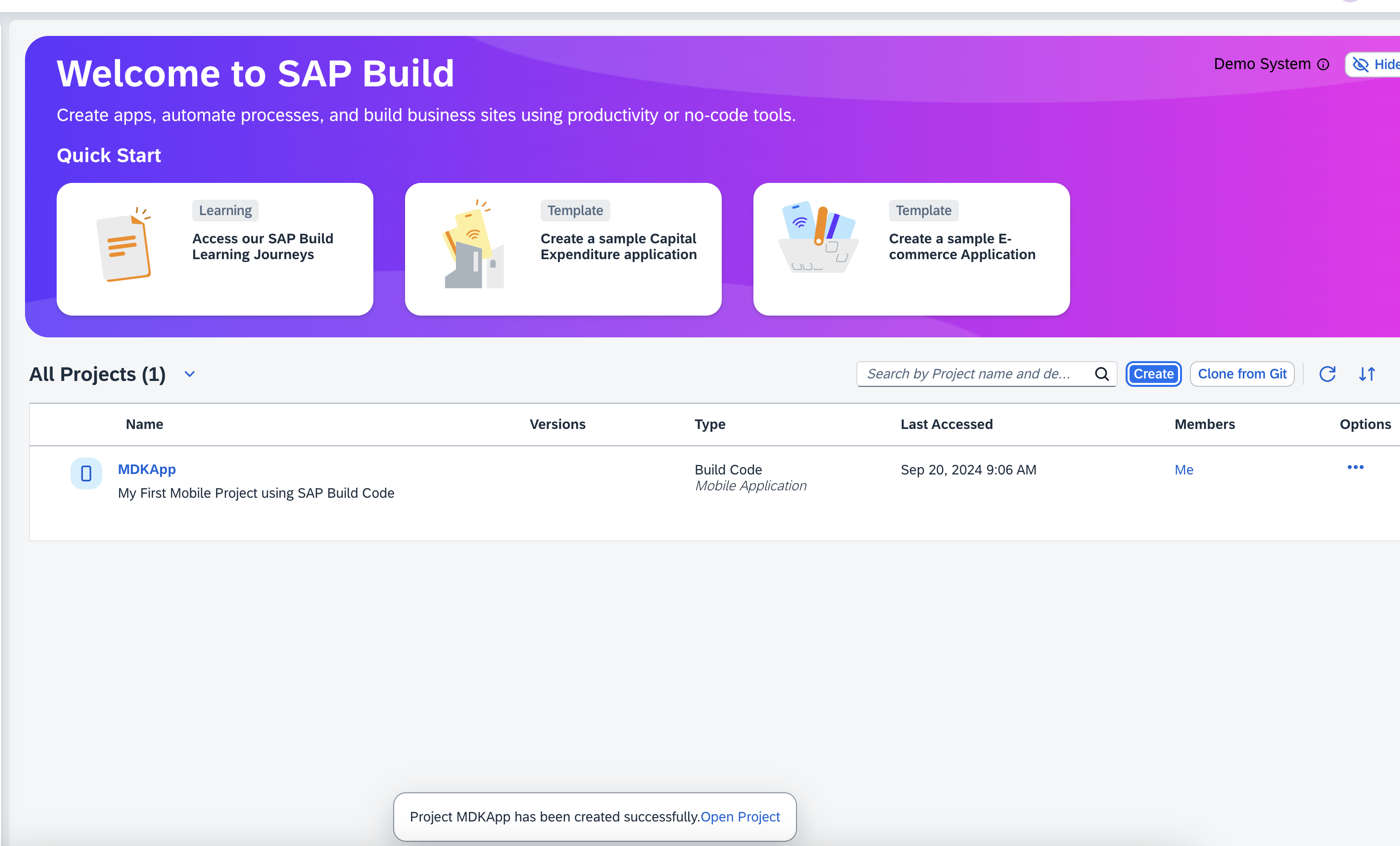 Welcome to SAP Build
Demo System
Hide
Create apps, automate processes, and build business sites using productivity or no-code tools.
Quick Start
Learning
Access our SAP Build
Learning Journeys
Template
Create a sample Capital
Expenditure application
Template
Create a sample E-
commerce Application
All Projects (1)
Search by Project name and de...
Create
Clone from Git
Name Versions Type Last Accessed Members Options
MDKApp Build Code Sep 20, 2024 9:06 AM Me
Mobile Application
My First Mobile Project using SAP Build Code
Project MDKApp has been created successfully.Open Project